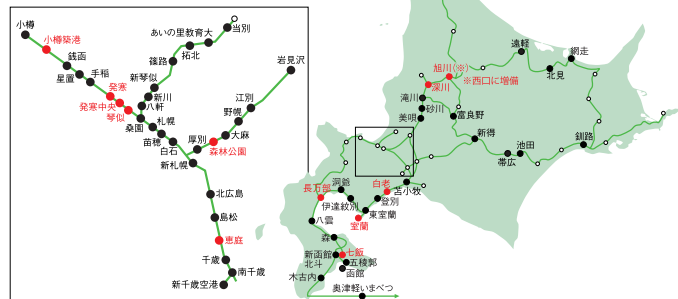 小樽
小樽築港
銭函
星置
手稲
発寒
発寒中央
琴似
桑園
八軒
新川
新琴似
篠路
拓北
あいの里教育大
当別
札幌
苗穂
白石
厚別
森林公園
大麻
野幌
江別
岩見沢
新札幌
北広島
島松
恵庭
千歳
南千歳
新千歳空港
旭川(※)
※西口に増備
深川
滝川
砂川
美唄
富良野
新得
帯広
池田
釧路
遠軽
北見
網走
苫小牧
白老
登別
東室蘭
室蘭
伊達紋別
洞爺
長万部
八雲
森
新函館
北斗
七飯
五稜郭
函館
木古内
奥津軽いまべつ